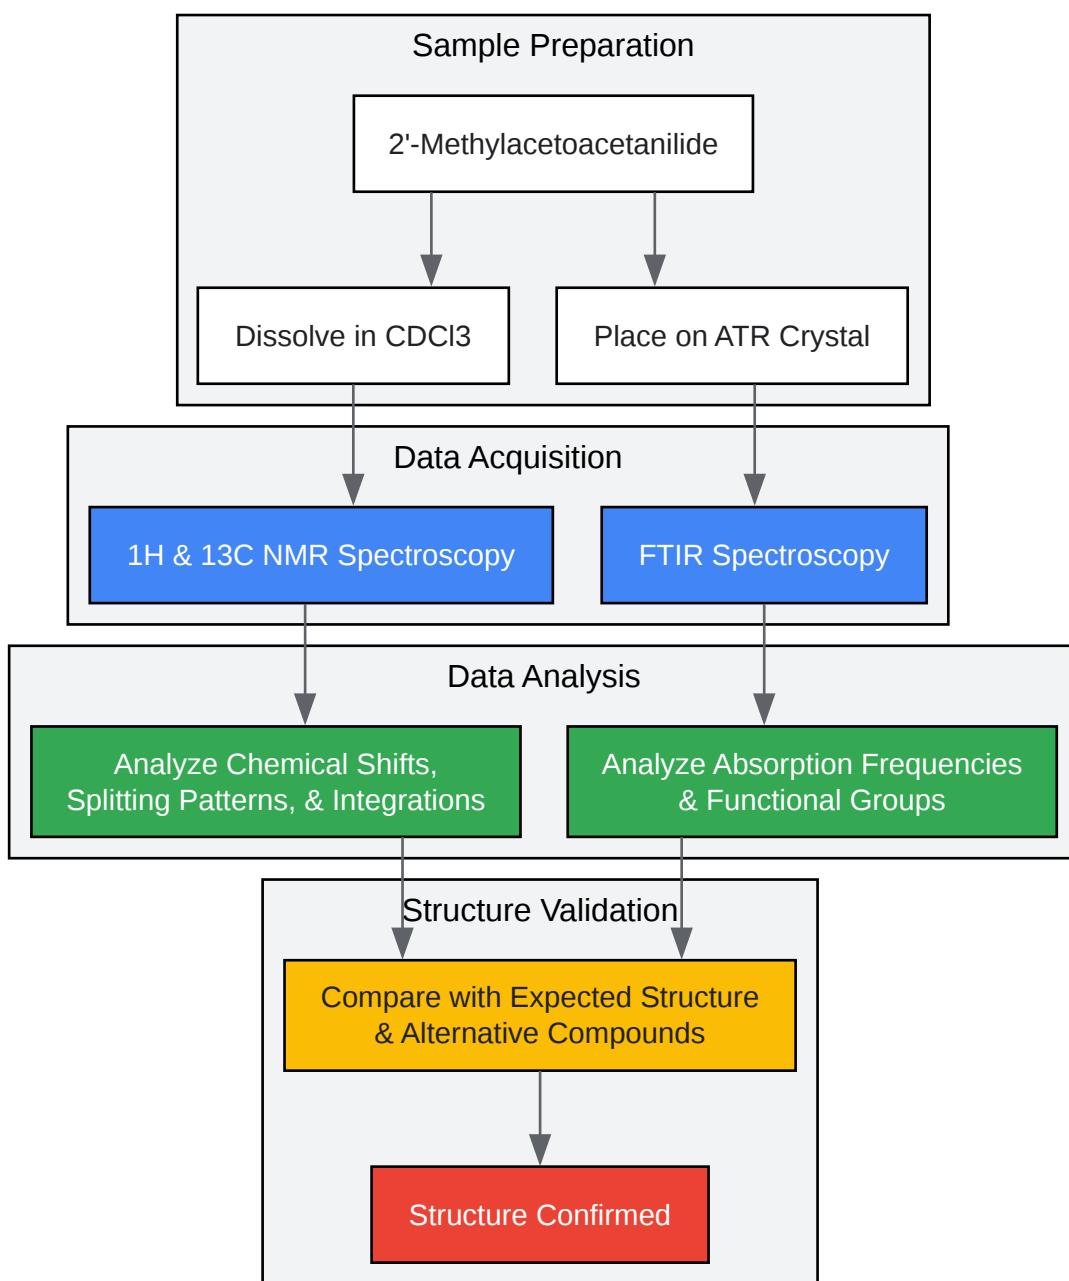 Sample Preparation
2'-Methylacetoacetanilide
Dissolve in CDCl3
Place on ATR Crystal
Data Acquisition
1H & 13C NMR Spectroscopy
FTIR Spectroscopy
Data Analysis
Analyze Chemical Shifts,
Splitting Patterns, & Integrations
Analyze Absorption Frequencies
& Functional Groups
Structure Validation
Compare with Expected Structure
& Alternative Compounds
Structure Confirmed